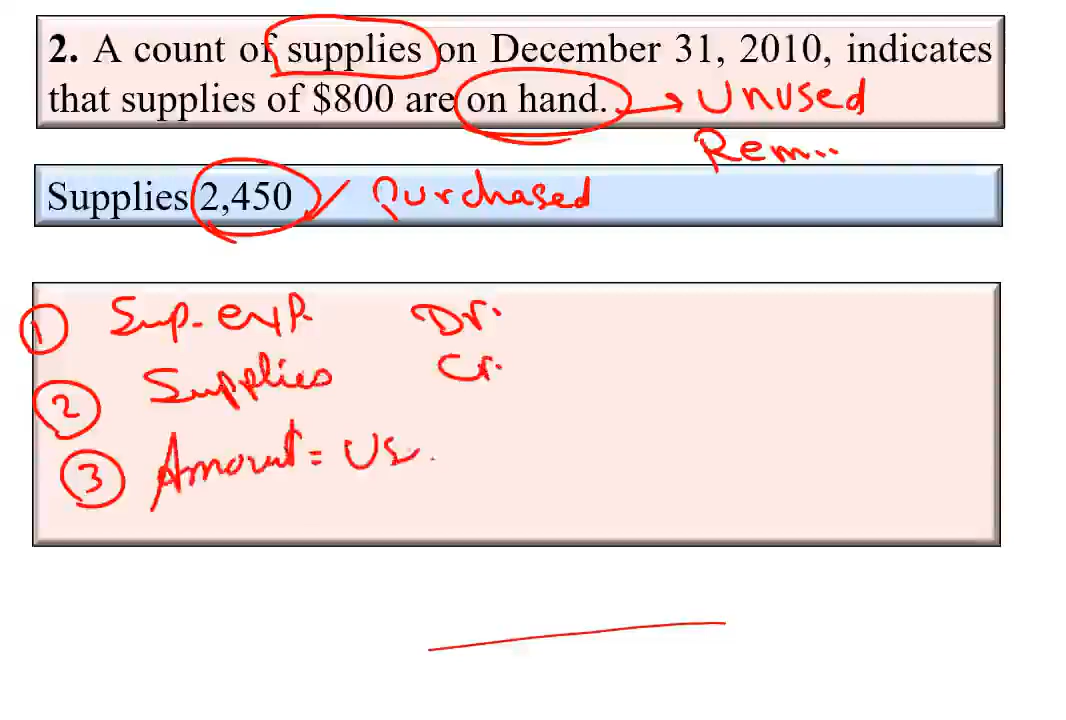 2. A count of supplies on December 31, 2010, indicates
that supplies of $800 are on hand. → Unused
Rem...
Supplies 2,450 Purchased
1 Sup. exp. Dr.
2 Supplies Cr.
3 Amount = Us